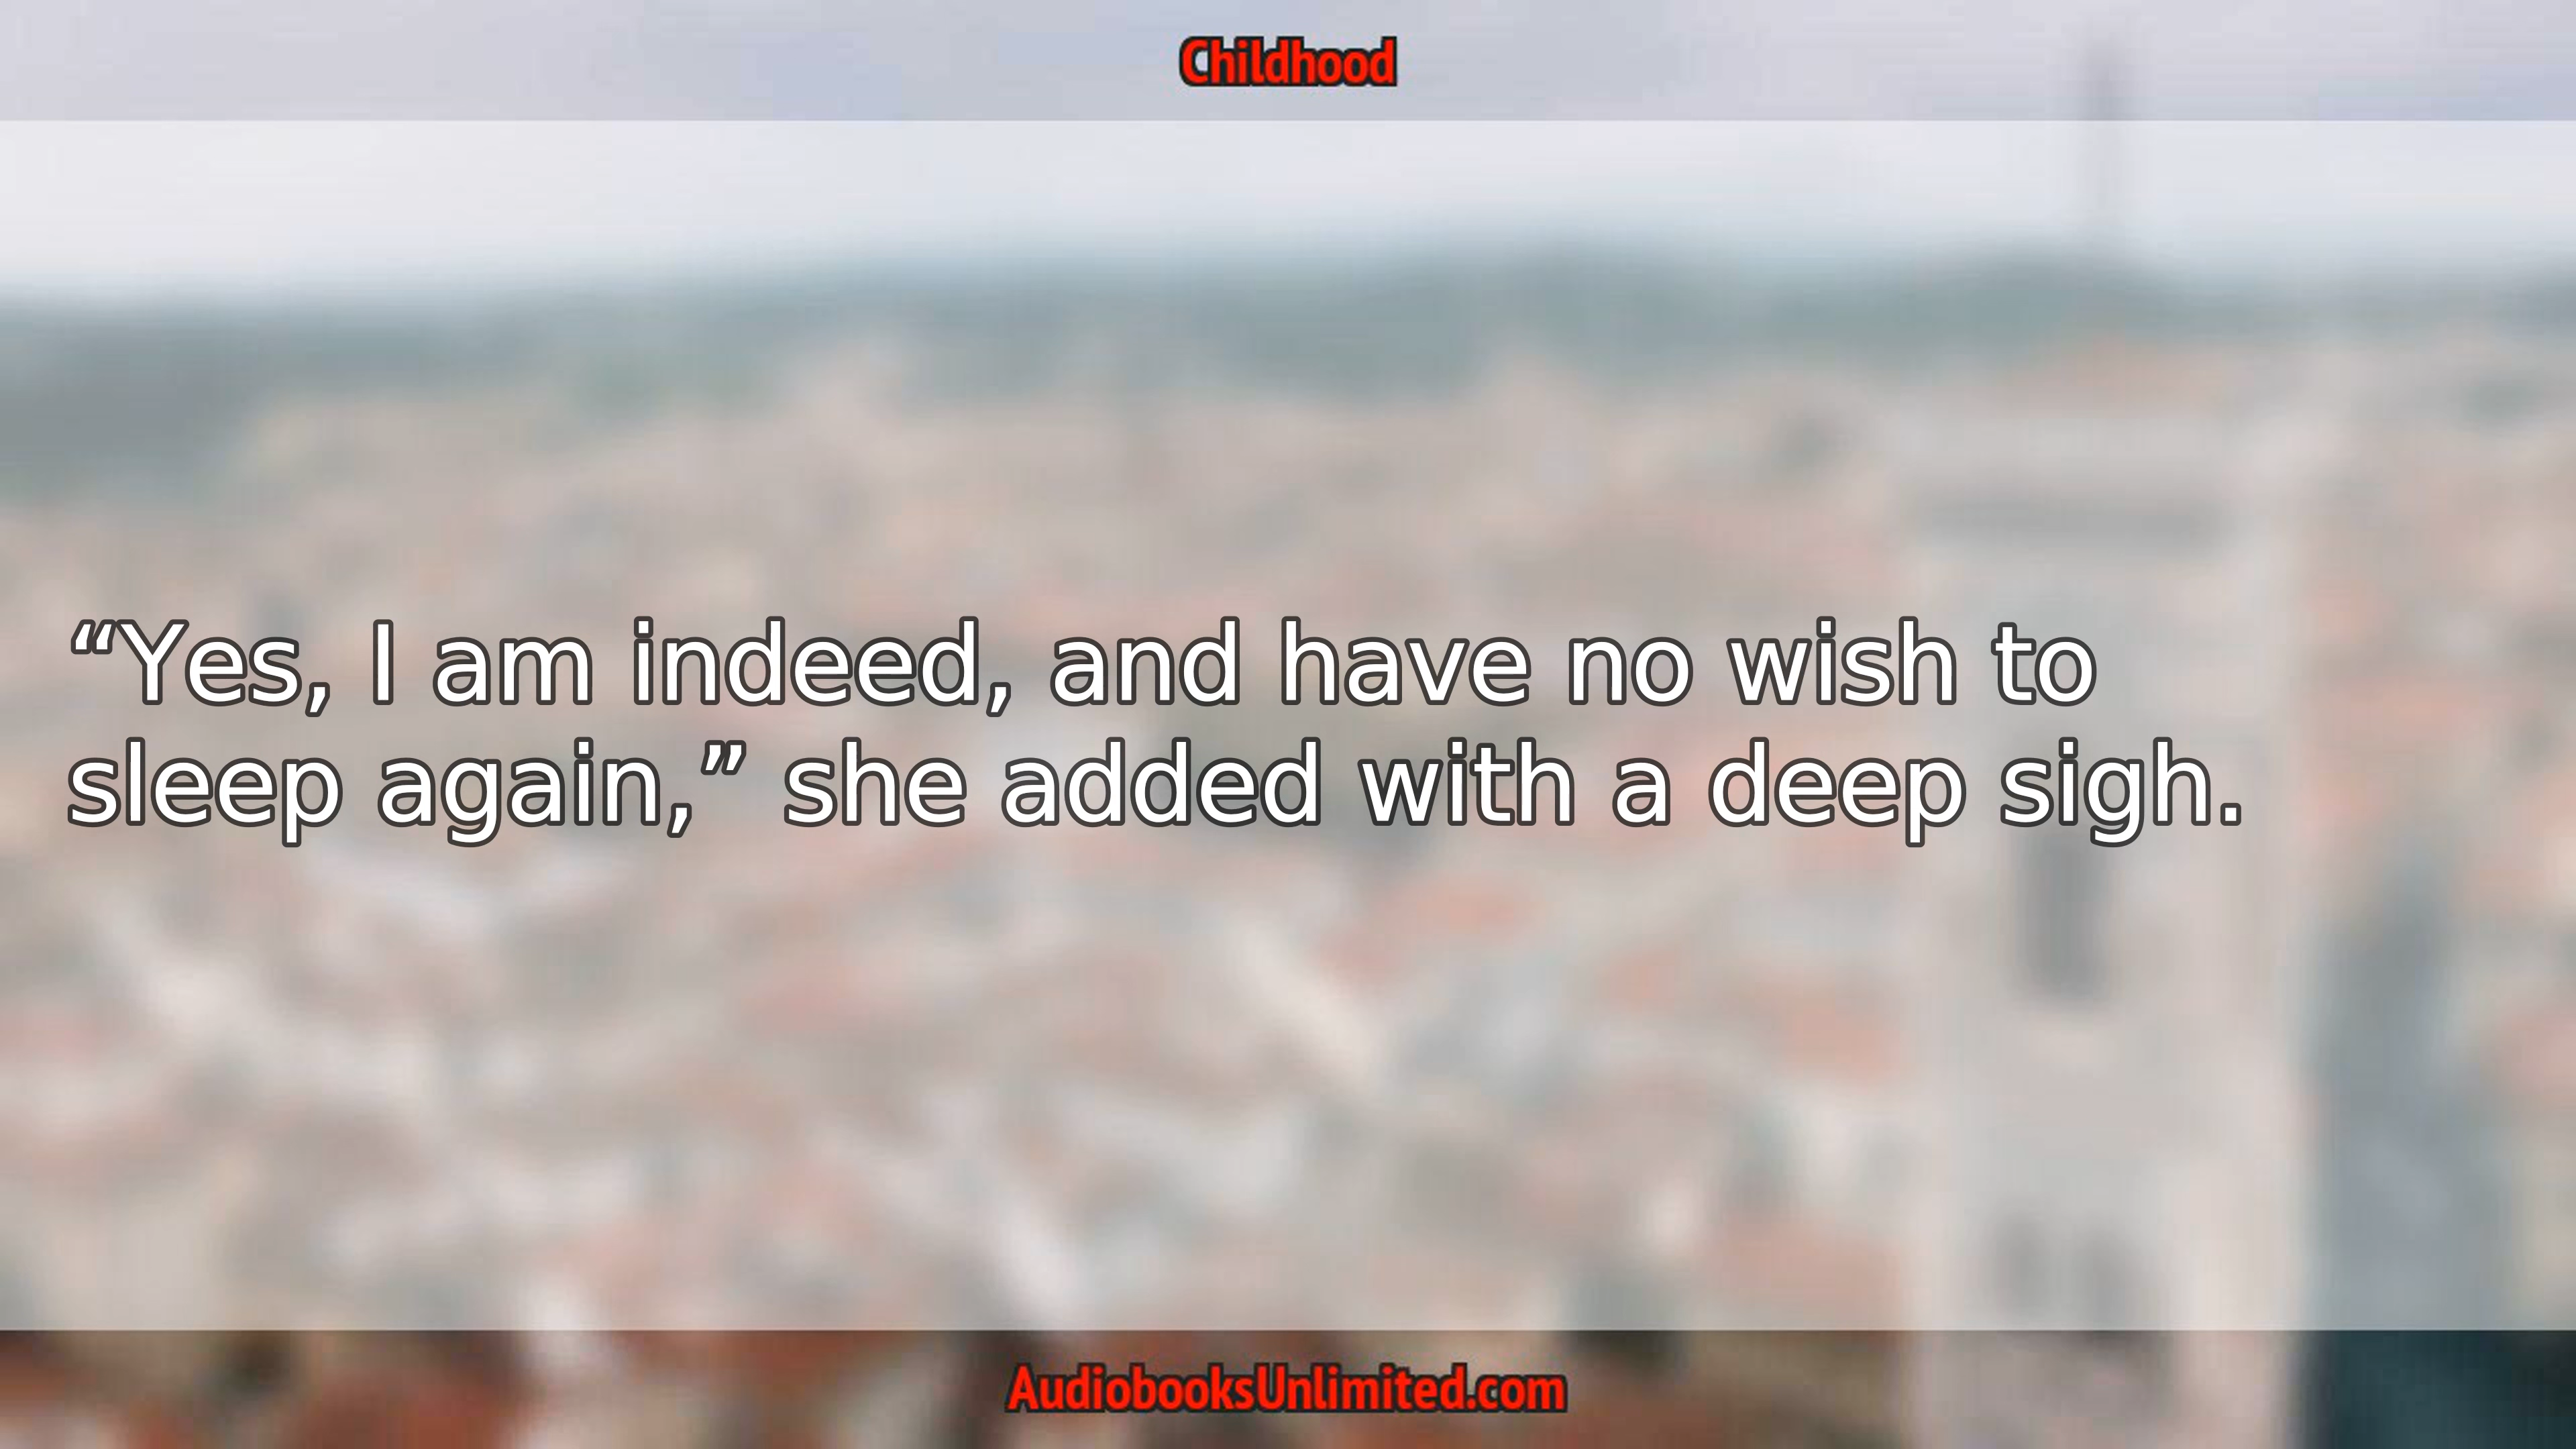 Childhood
“Yes, I am indeed, and have no wish to
sleep again,” she added with a deep sigh.
AudiobooksUnlimited.com